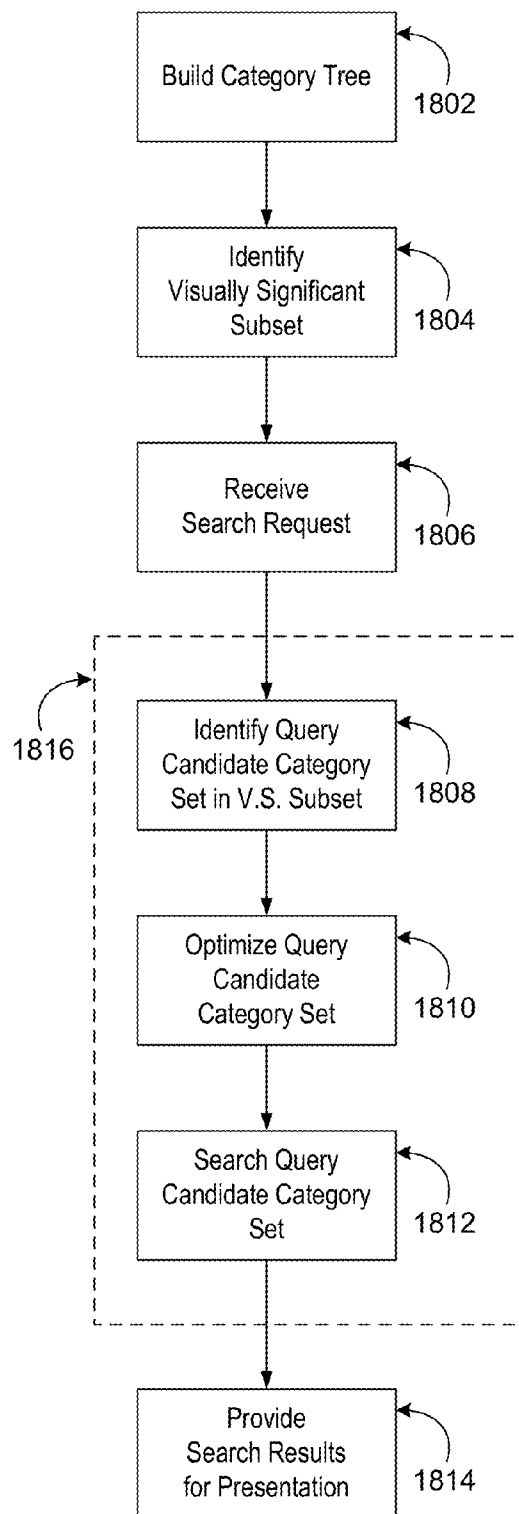 Build Category Tree
1802
Identify
Visually Significant
Subset
1804
Receive
Search Request
1806
1816
Identify Query
Candidate Category
Set in V.S. Subset
1808
Optimize Query
Candidate
Category Set
1810
Search Query
Candidate Category
Set
1812
Provide
Search Results
for Presentation
1814